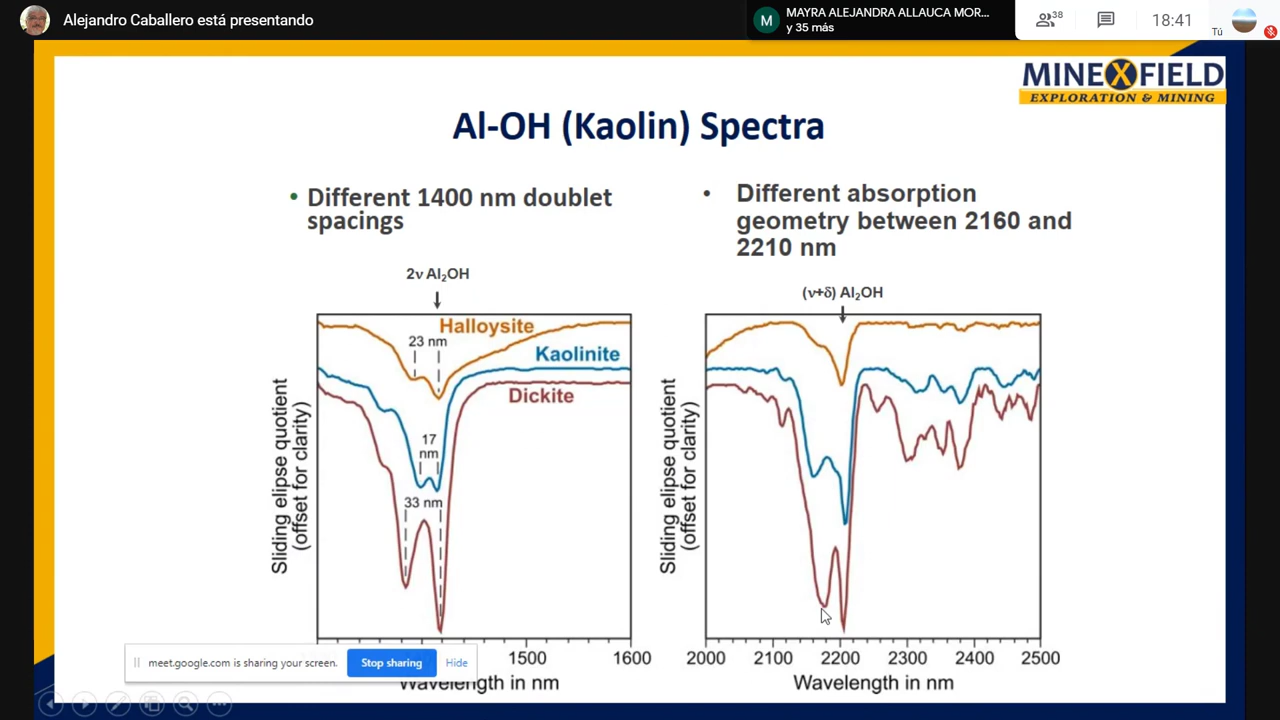 Alejandro Caballero está presentando
M
MAYRA ALEJANDRA ALLAUCA MOR...
y 35 más
38
18:41
Tú
MINEXFIELD
EXPLORATION & MINING
Al-OH (Kaolin) Spectra
• Different 1400 nm doublet
spacings
• Different absorption
geometry between 2160 and
2210 nm
2ν Al₂OH
Halloysite
23 nm
Kaolinite
Dickite
17
nm
33 nm
Sliding elipse quotient
(offset for clarity)
1500 1600
Wavelength in nm
(ν+δ) Al₂OH
Sliding elipse quotient
(offset for clarity)
2000 2100 2200 2300 2400 2500
Wavelength in nm
meet.google.com is sharing your screen.
Stop sharing
Hide